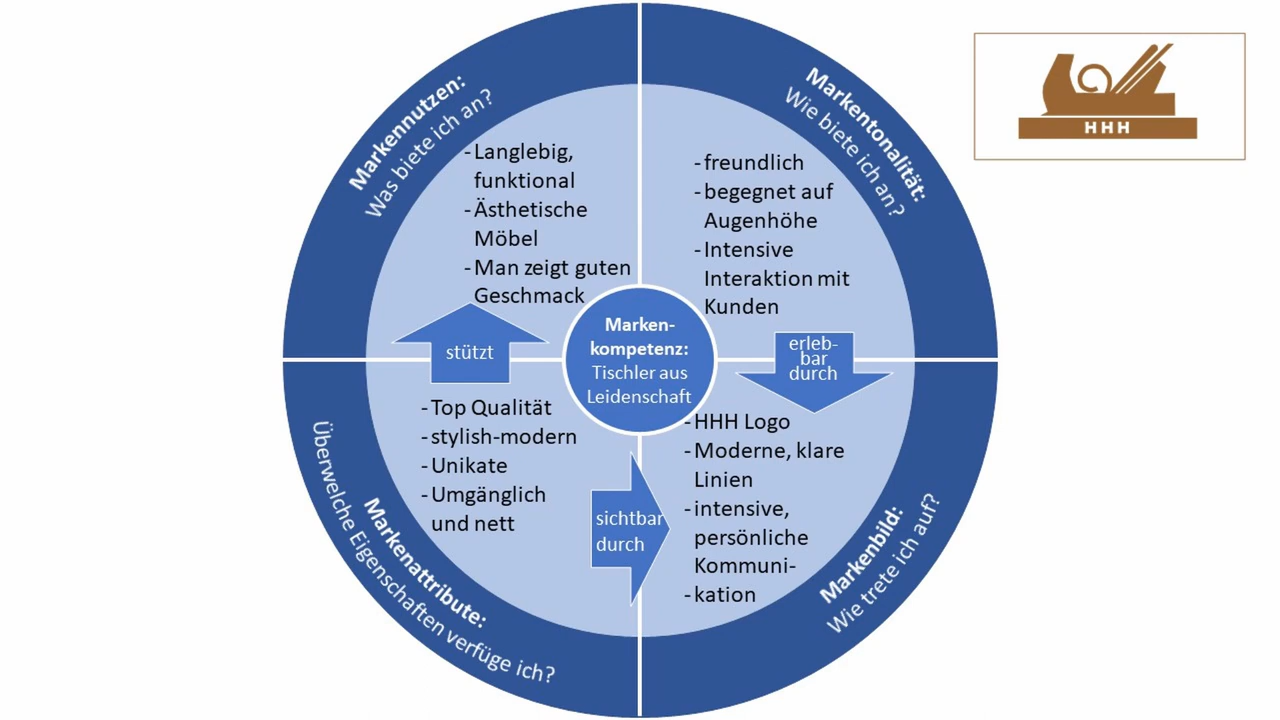 Markennutzen:
Was biete ich an?
- Langlebig,
funktional
- Ästhetische
Möbel
- Man zeigt guten
Geschmack
Markentonalität:
Wie biete ich an?
- freundlich
- begegnet auf
Augenhöhe
- Intensive
Interaktion mit
Kunden
HHH
Marken-
kompetenz:
Tischler aus
Leidenschaft
stützt
erleb-
bar
durch
- Top Qualität
- stylish-modern
- Unikate
- Umgänglich
und nett
Markenattribute:
Überwelche Eigenschaften verfüge ich?
sichtbar
durch
- HHH Logo
- Moderne, klare
Linien
- intensive,
persönliche
Kommuni-
- kation
Markenbild:
Wie trete ich auf?